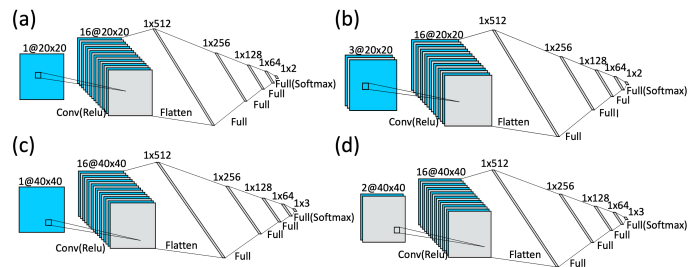 (a)
1@20x20
16@20x20
1x512
1x256
1x128
1x64
1x2
Full(Softmax)
Full
Full
Full
Conv(Relu)
Flatten
(b)
3@20x20
16@20x20
1x512
1x256
1x128
1x64
1x2
Full(Softmax)
Full
Full
Full
Conv(Relu)
Flatten
(c)
1@40x40
16@40x40
1x512
1x256
1x128
1x64
1x3
Full(Softmax)
Full
Full
Full
Conv(Relu)
Flatten
(d)
2@40x40
16@40x40
1x512
1x256
1x128
1x64
1x3
Full(Softmax)
Full
Full
Full
Conv(Relu)
Flatten